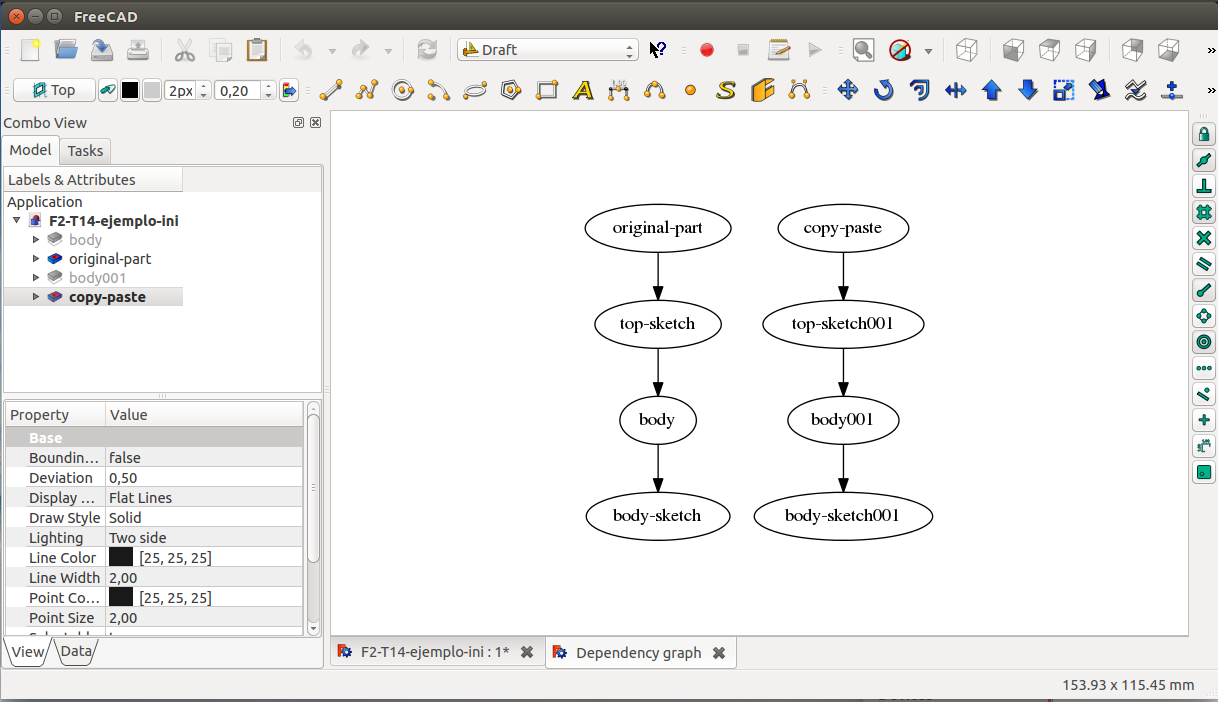 FreeCAD
Draft
Top
2px
0,20
Combo View
Model
Tasks
Labels & Attributes
Application
F2-T14-ejemplo-ini
body
original-part
body001
copy-paste
Property Value
Base
Boundin... false
Deviation 0,50
Display ... Flat Lines
Draw Style Solid
Lighting Two side
Line Color [25, 25, 25]
Line Width 2,00
Point Co... [25, 25, 25]
Point Size 2,00
View
Data
original-part copy-paste
top-sketch top-sketch001
body body001
body-sketch body-sketch001
F2-T14-ejemplo-ini : 1*
Dependency graph
153.93 x 115.45 mm